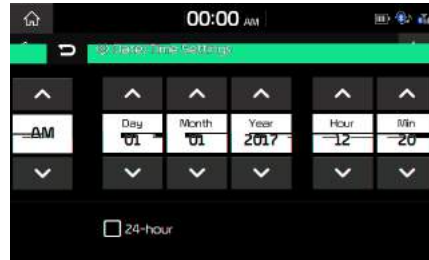 00:00 AM
Date/Time Settings
Day Month Year Hour Min
AM 01 01 2017 12 20
24-hour